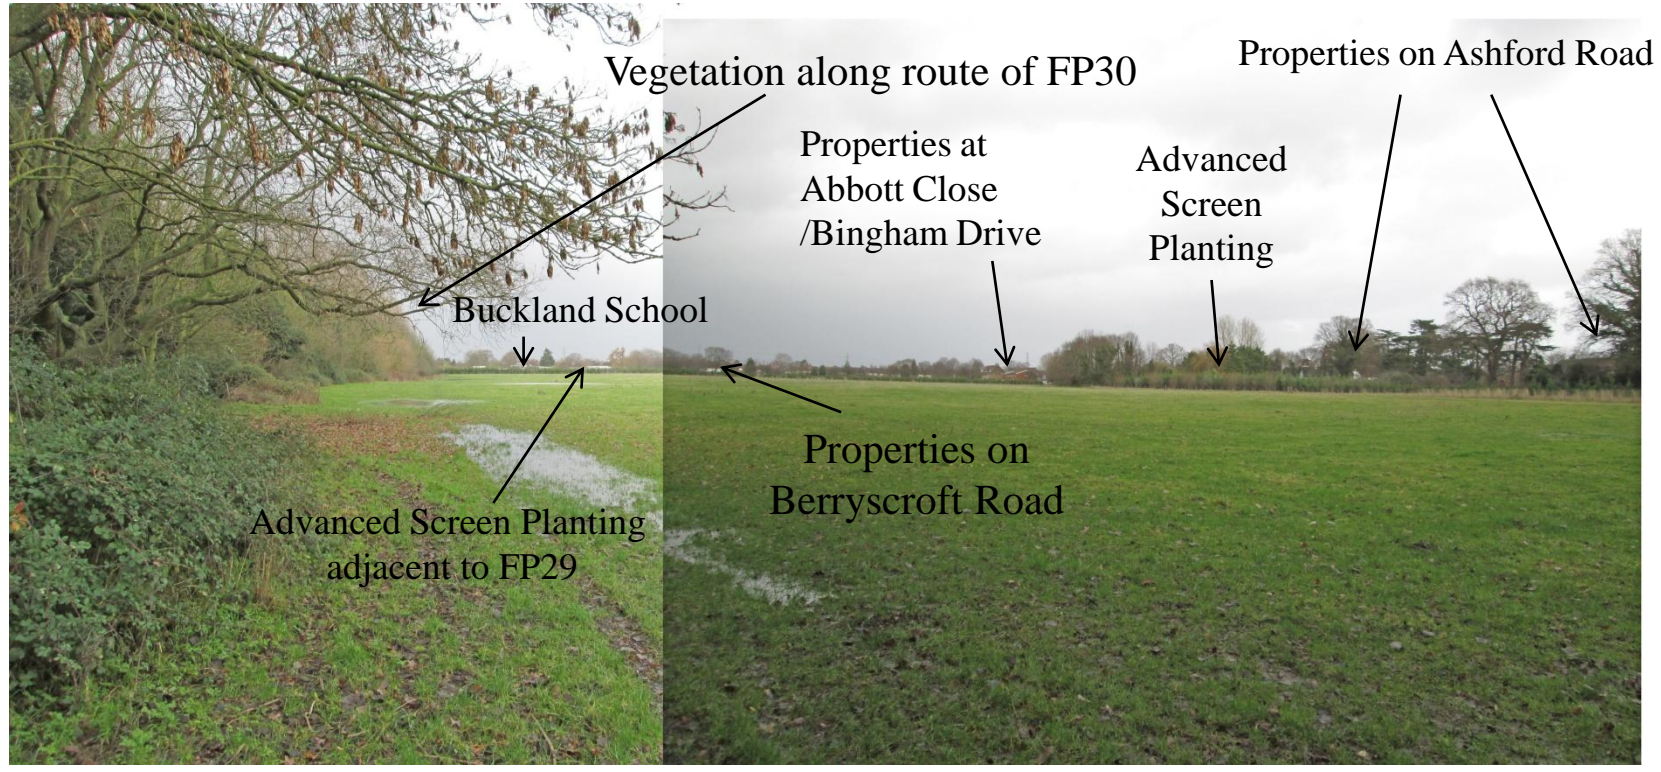 Vegetation along route of FP30
Properties on Ashford Road
Properties at
Abbott Close
/Bingham Drive
Advanced
Screen
Planting
Buckland School
Properties on
Berryscroft Road
Advanced Screen Planting
adjacent to FP29